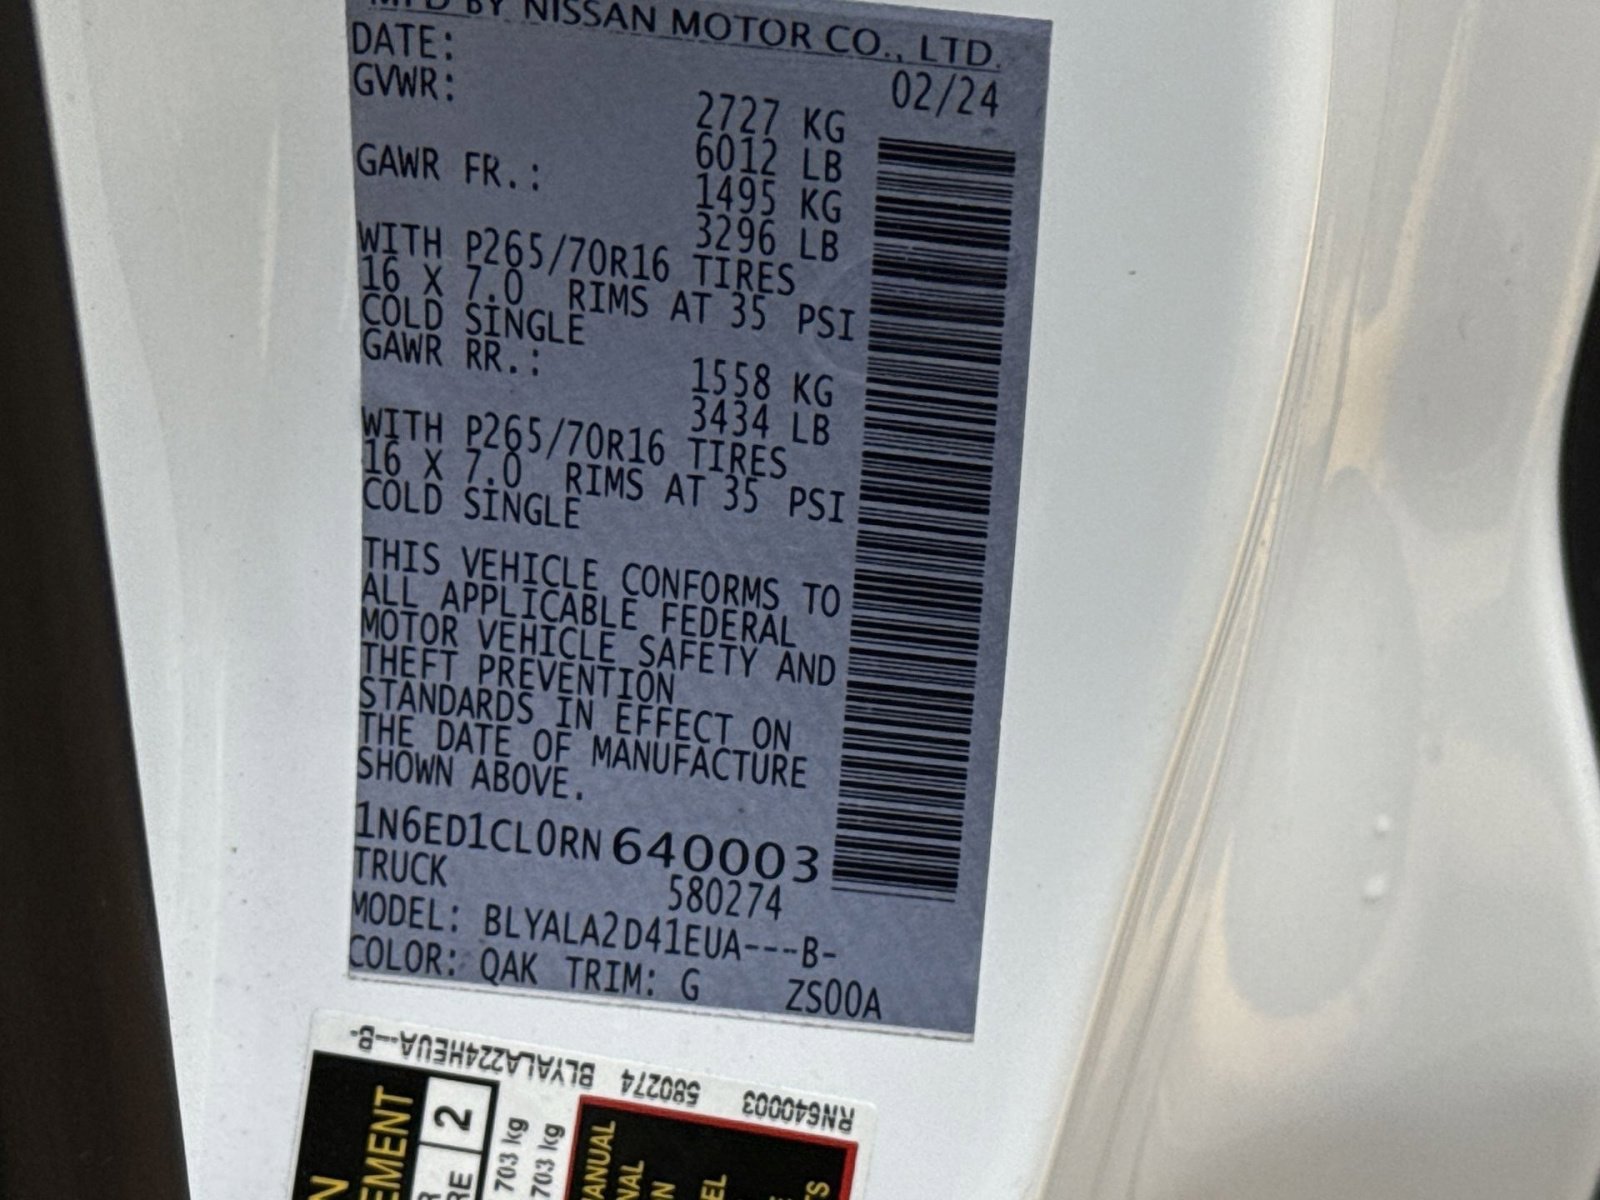 MFD BY NISSAN MOTOR CO., LTD.
DATE: 02/24
GVWR: 2727 KG
6012 LB
GAWR FR.: 1495 KG
3296 LB
WITH P265/70R16 TIRES
16 X 7.0 RIMS AT 35 PSI
COLD SINGLE
GAWR RR.: 1558 KG
3434 LB
WITH P265/70R16 TIRES
16 X 7.0 RIMS AT 35 PSI
COLD SINGLE
THIS VEHICLE CONFORMS TO
ALL APPLICABLE FEDERAL
MOTOR VEHICLE SAFETY AND
THEFT PREVENTION
STANDARDS IN EFFECT ON
THE DATE OF MANUFACTURE
SHOWN ABOVE.
1N6ED1CL0RN640003
TRUCK 580274
MODEL: BLYALA2D41EUA---B-
COLOR: QAK TRIM: G ZS00A
RN640003 580274 BLYALA224HEUA--B-
2
703 kg
703 kg